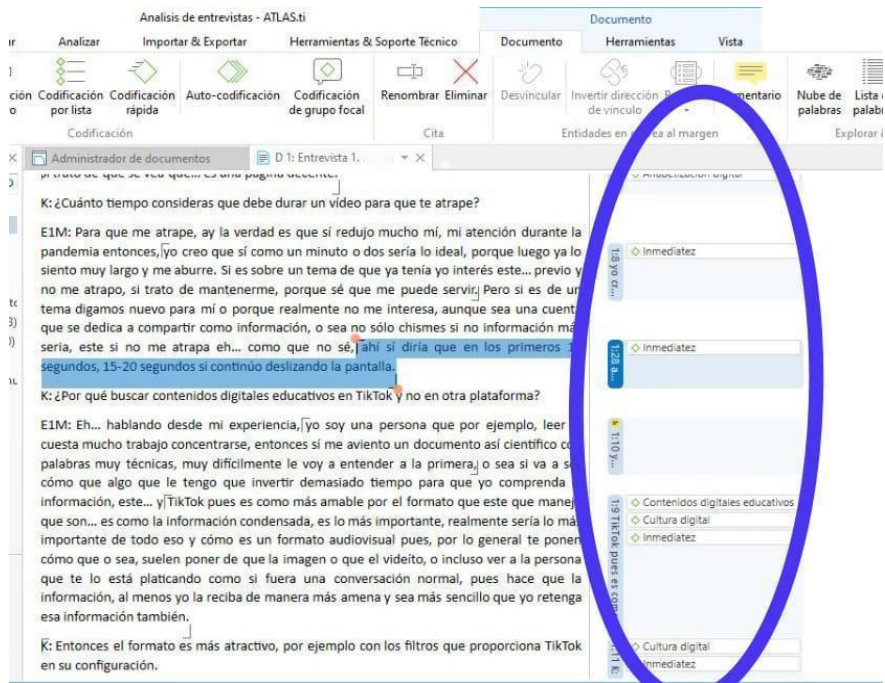 Analisis de entrevistas - ATLAS.ti
Documento
Analizar Importar & Exportar Herramientas & Soporte Técnico Documento Herramientas Vista
Codificación por lista
Codificación rápida
Auto-codificación
Codificación de grupo focal
Renombrar Eliminar
Desvincular
Invertir dirección de vínculo
Nube de palabras
Lista
Codificación
Cita
Entidades en
al margen
Administrador de documentos
D 1: Entrevista 1.
K: ¿Cuánto tiempo consideras que debe durar un vídeo para que te atrape?
E1M: Para que me atrape, ay la verdad es que sí redujo mucho mí, mi atención durante la
pandemia entonces, yo creo que sí como un minuto o dos sería lo ideal, porque luego ya lo
siento muy largo y me aburre. Si es sobre un tema de que ya tenía yo interés este... previo y
no me atrapo, si trato de mantenerme, porque sé que me puede servir. Pero si es de un
tema digamos nuevo para mí o porque realmente no me interesa, aunque sea una
que se dedica a compartir como información, o sea no sólo chismes si no información
seria, este si no me atrapa eh... como que no sé, ahí sí diría que en los primeros
segundos, 15-20 segundos si continúo deslizando la pantalla.
K: ¿Por qué buscar contenidos digitales educativos en TikTok y no en otra plataforma?
E1M: Eh... hablando desde mi experiencia, yo soy una persona que por ejemplo, leer
cuesta mucho trabajo concentrarse, entonces sí me aviento un documento así científico
palabras muy técnicas, muy difícilmente le voy a entender a la primera, o sea si va a
cómo que algo que le tengo que invertir demasiado tiempo para que yo comprenda
información, este... y TikTok pues es como más amable por el formato que este que
que son... es como la información condensada, es lo más importante, realmente sería lo
importante de todo eso y cómo es un formato audiovisual pues, por lo general te
cómo que o sea, suelen poner de que la imagen o que el videíto, o incluso ver a la persona
que te lo está platicando como si fuera una conversación normal, pues hace que la
información, al menos yo la reciba de manera más amena y sea más sencillo que yo retenga
esa información también.
K: Entonces el formato es más atractivo, por ejemplo con los filtros que proporciona TikTok
en su configuración.
1:8 yo cr...
Inmediatez
1:28 a...
Inmediatez
1:10 y...
1:9 TikTok pues es como
Contenidos digitales educativos
Cultura digital
Inmediatez
Cultura digital
Inmediatez